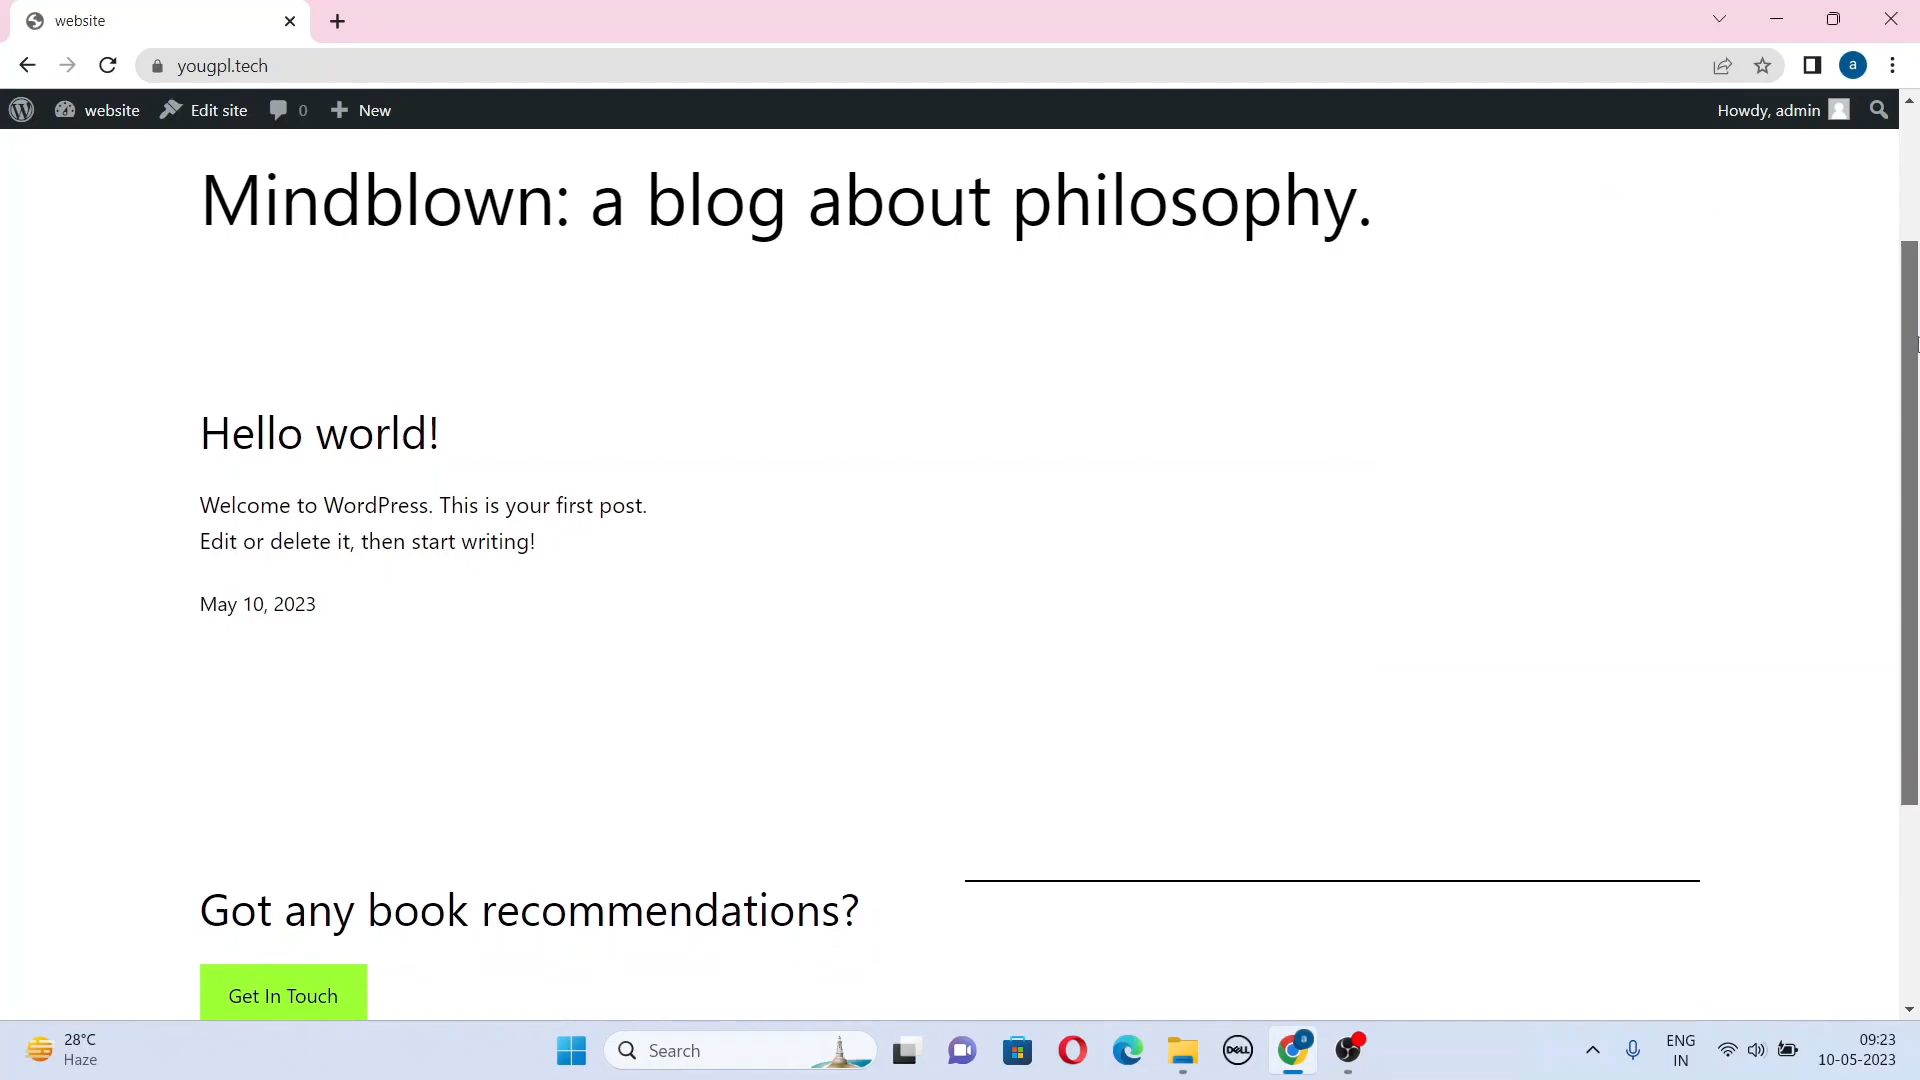 website
yougpl.tech
a
website
Edit site
0
New
Howdy, admin
Mindblown: a blog about philosophy.
Hello world!
Welcome to WordPress. This is your first post.
Edit or delete it, then start writing!
May 10, 2023
Got any book recommendations?
Get In Touch
28°C
Haze
Search
DELL
a
ENG
IN
09:23
10-05-2023